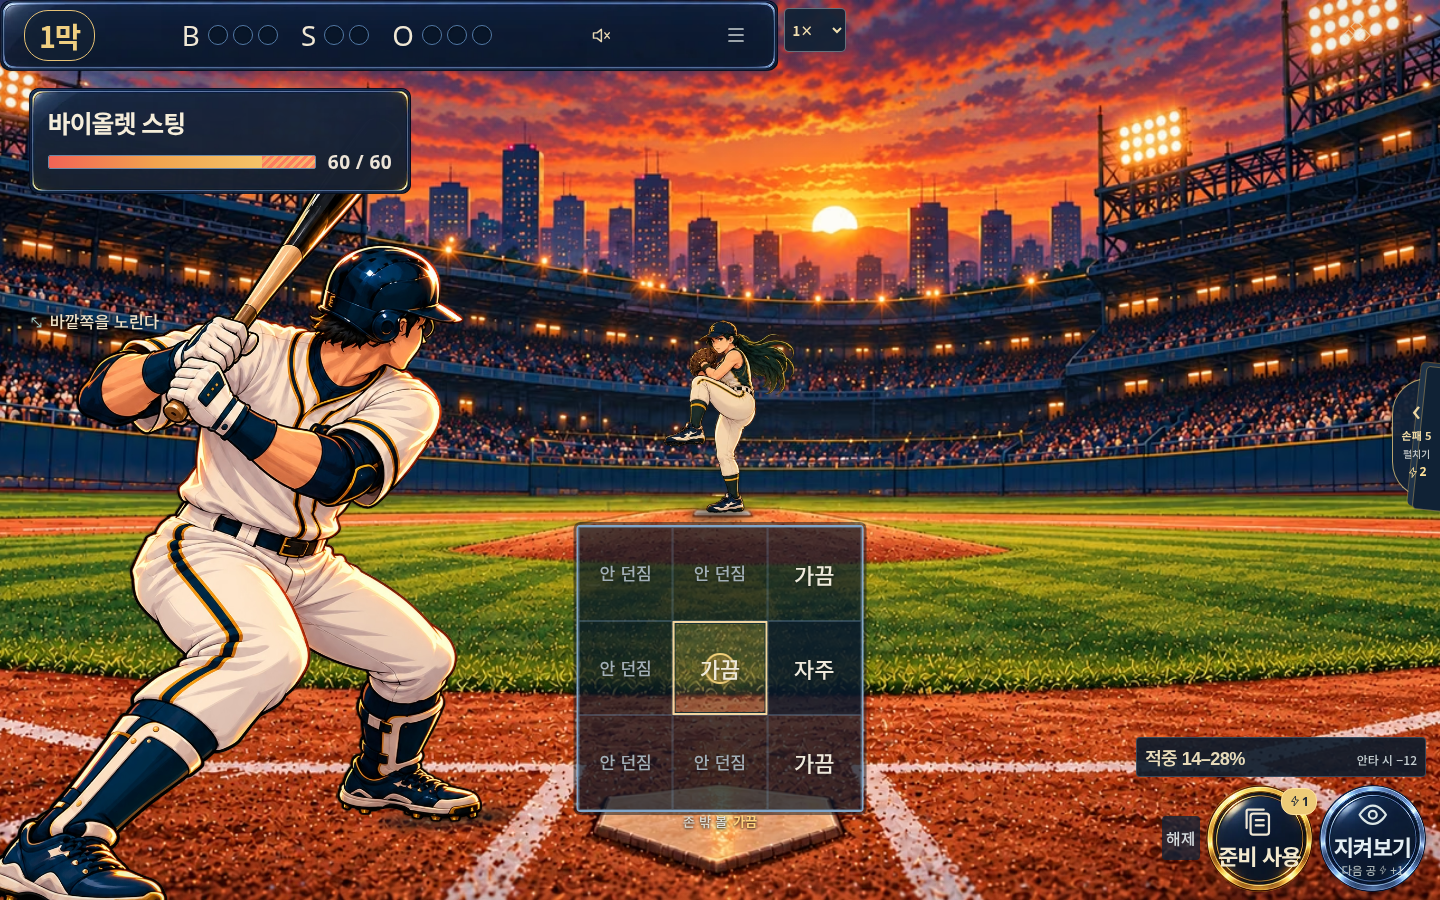 1막 B S O 1×
바이올렛 스팅
60 / 60
바깥쪽을 노린다
손패 5
펼치기
2
안 던짐 안 던짐 가끔
안 던짐 가끔 자주
안 던짐 안 던짐 가끔
존 밖 볼 가끔
적중 14–28% 안타 시 −12
1
해제 준비 사용 지켜보기
다음 공 +1